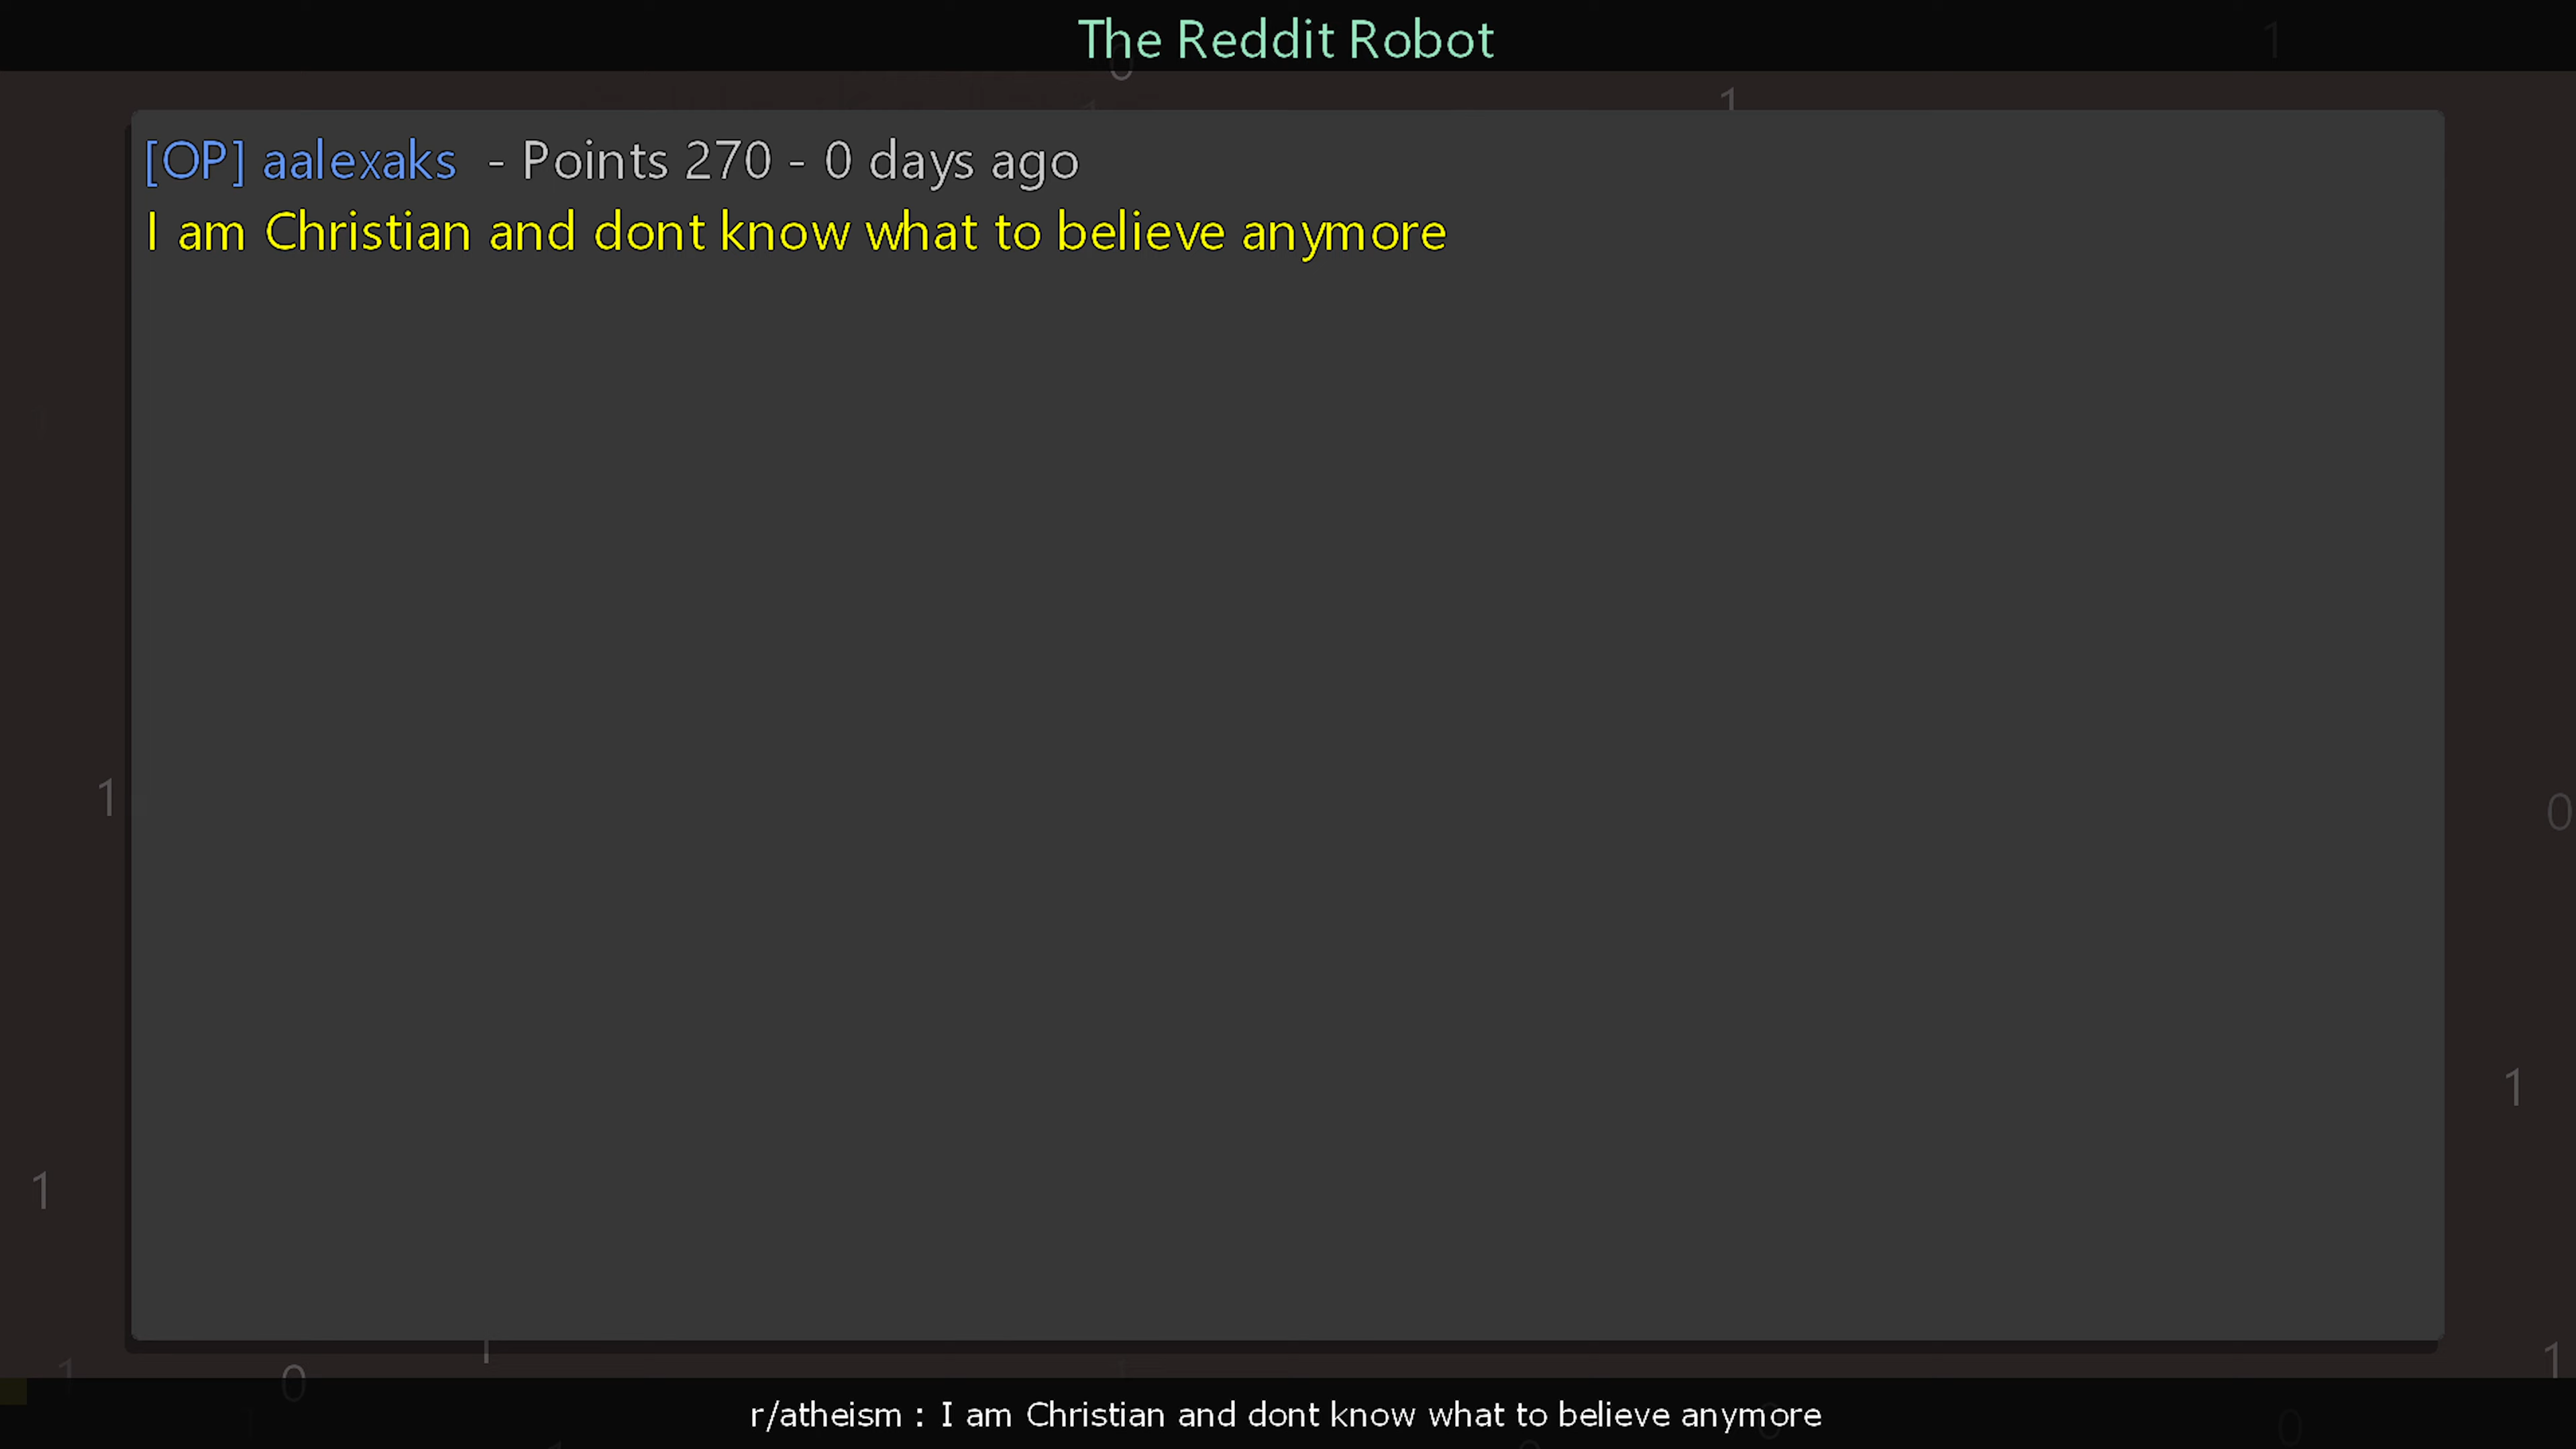 The Reddit Robot
[OP] aalexaks - Points 270 - 0 days ago
I am Christian and dont know what to believe anymore
r/atheism : I am Christian and dont know what to believe anymore